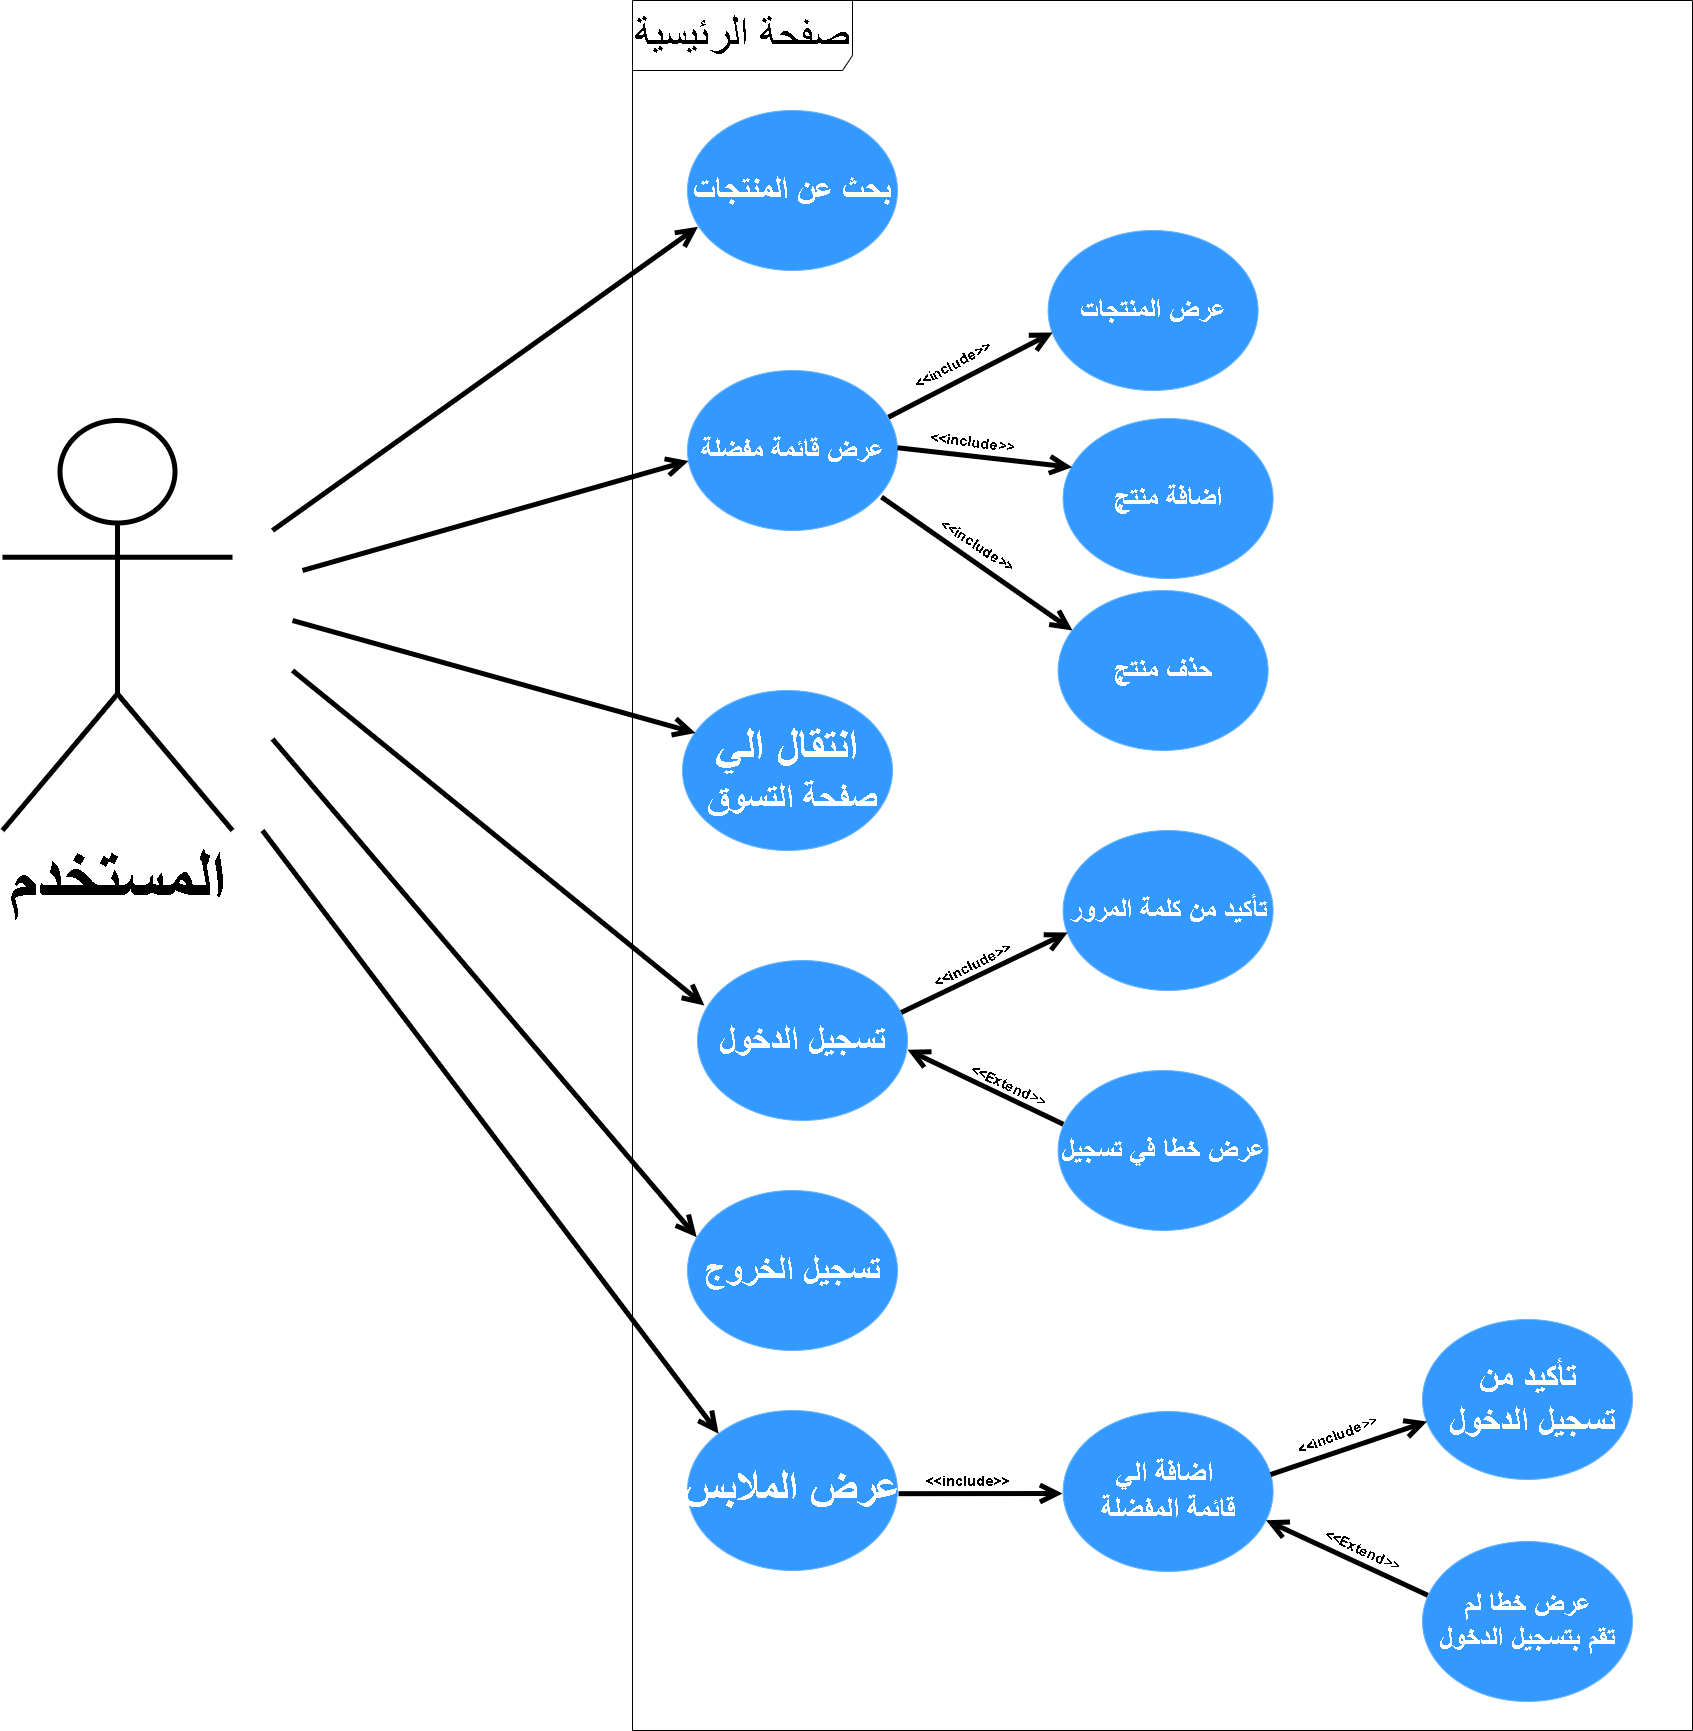 صفحة الرئيسية
بحث عن المنتجات
عرض المنتجات
<<include>>
عرض قائمة مفضلة
<<include>>
اضافة منتج
<<include>>
حذف منتج
انتقال الي
صفحة التسوق
المستخدم
تأكيد من كلمة المرور
<<include>>
تسجيل الدخول
<<Extend>>
عرض خطا في تسجيل
تسجيل الخروج
تأكيد من
تسجيل الدخول
<<include>>
عرض الملابس
<<include>>
اضافة الي
قائمة المفضلة
<<Extend>>
عرض خطا لم
تقم بتسجيل الدخول